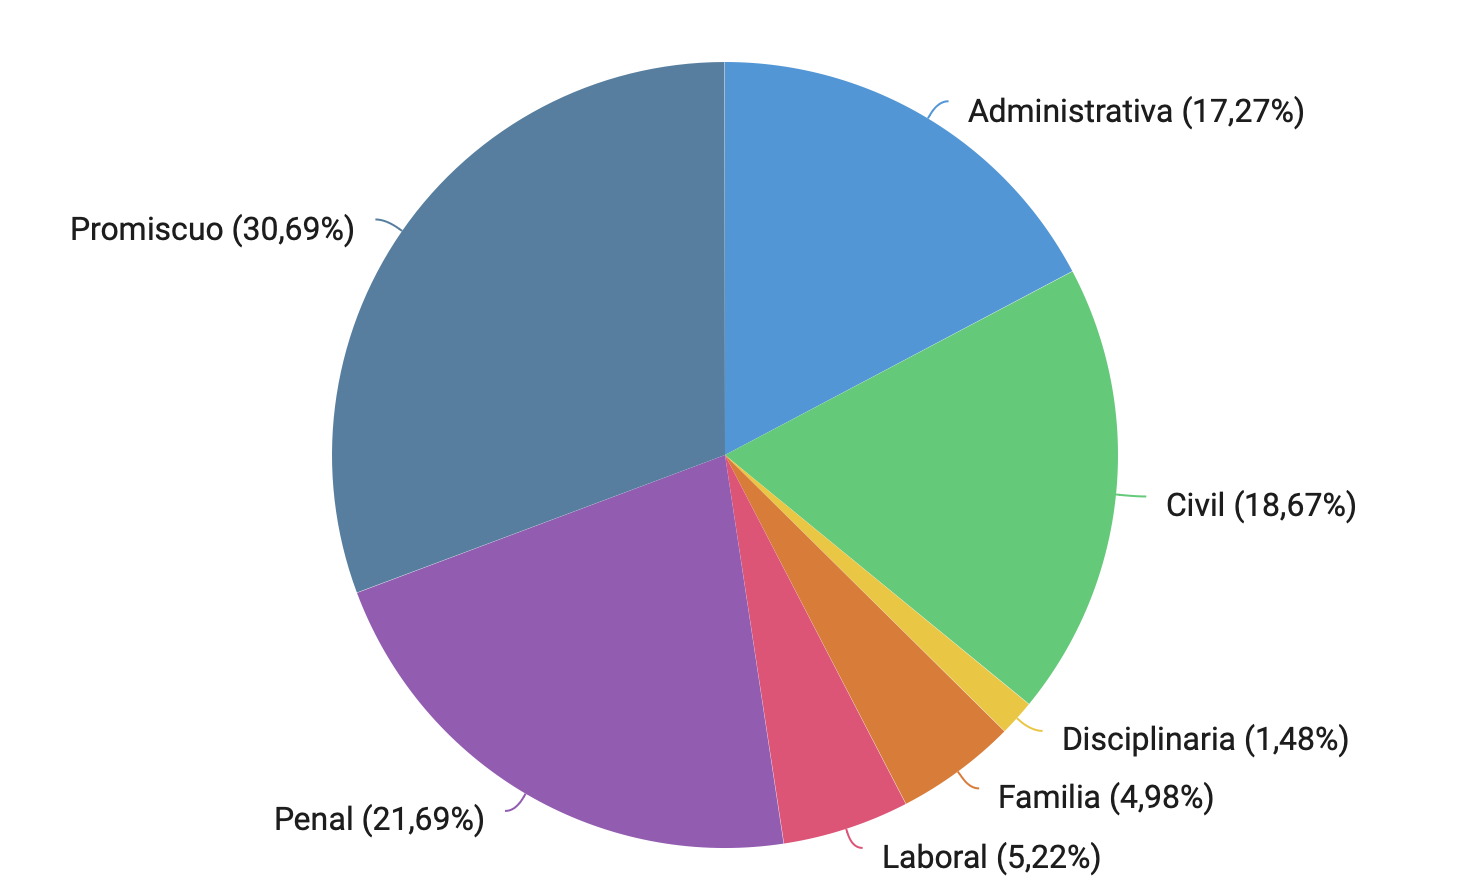 Administrativa (17,27%)
Promiscuo (30,69%)
Civil (18,67%)
Disciplinaria (1,48%)
Familia (4,98%)
Penal (21,69%)
Laboral (5,22%)